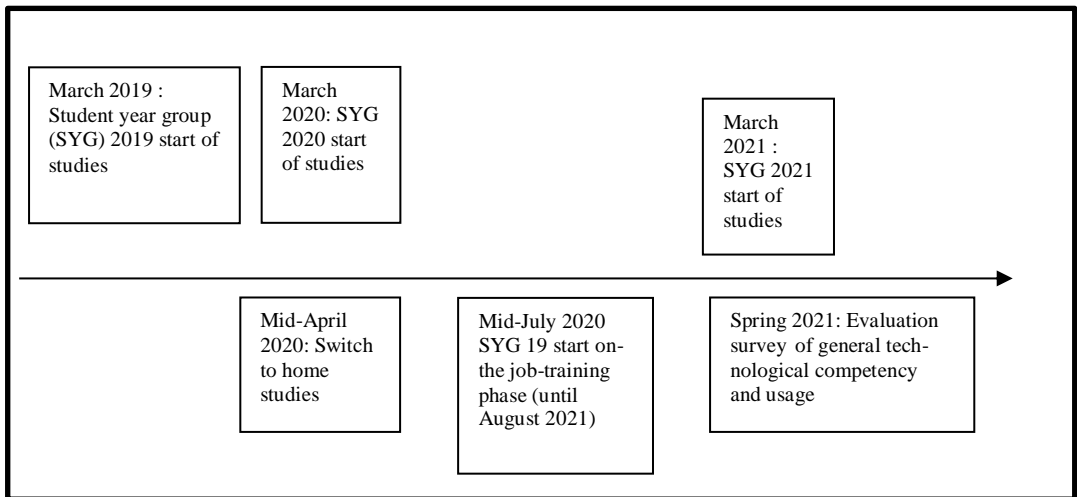 March 2019 :
Student year group
(SYG) 2019 start of
studies
March
2020: SYG
2020 start
of studies
March
2021 :
SYG 2021
start of
studies
Mid-April
2020: Switch
to home
studies
Mid-July 2020
SYG 19 start on-
the job-training
phase (until
August 2021)
Spring 2021: Evaluation
survey of general tech-
nological competency
and usage